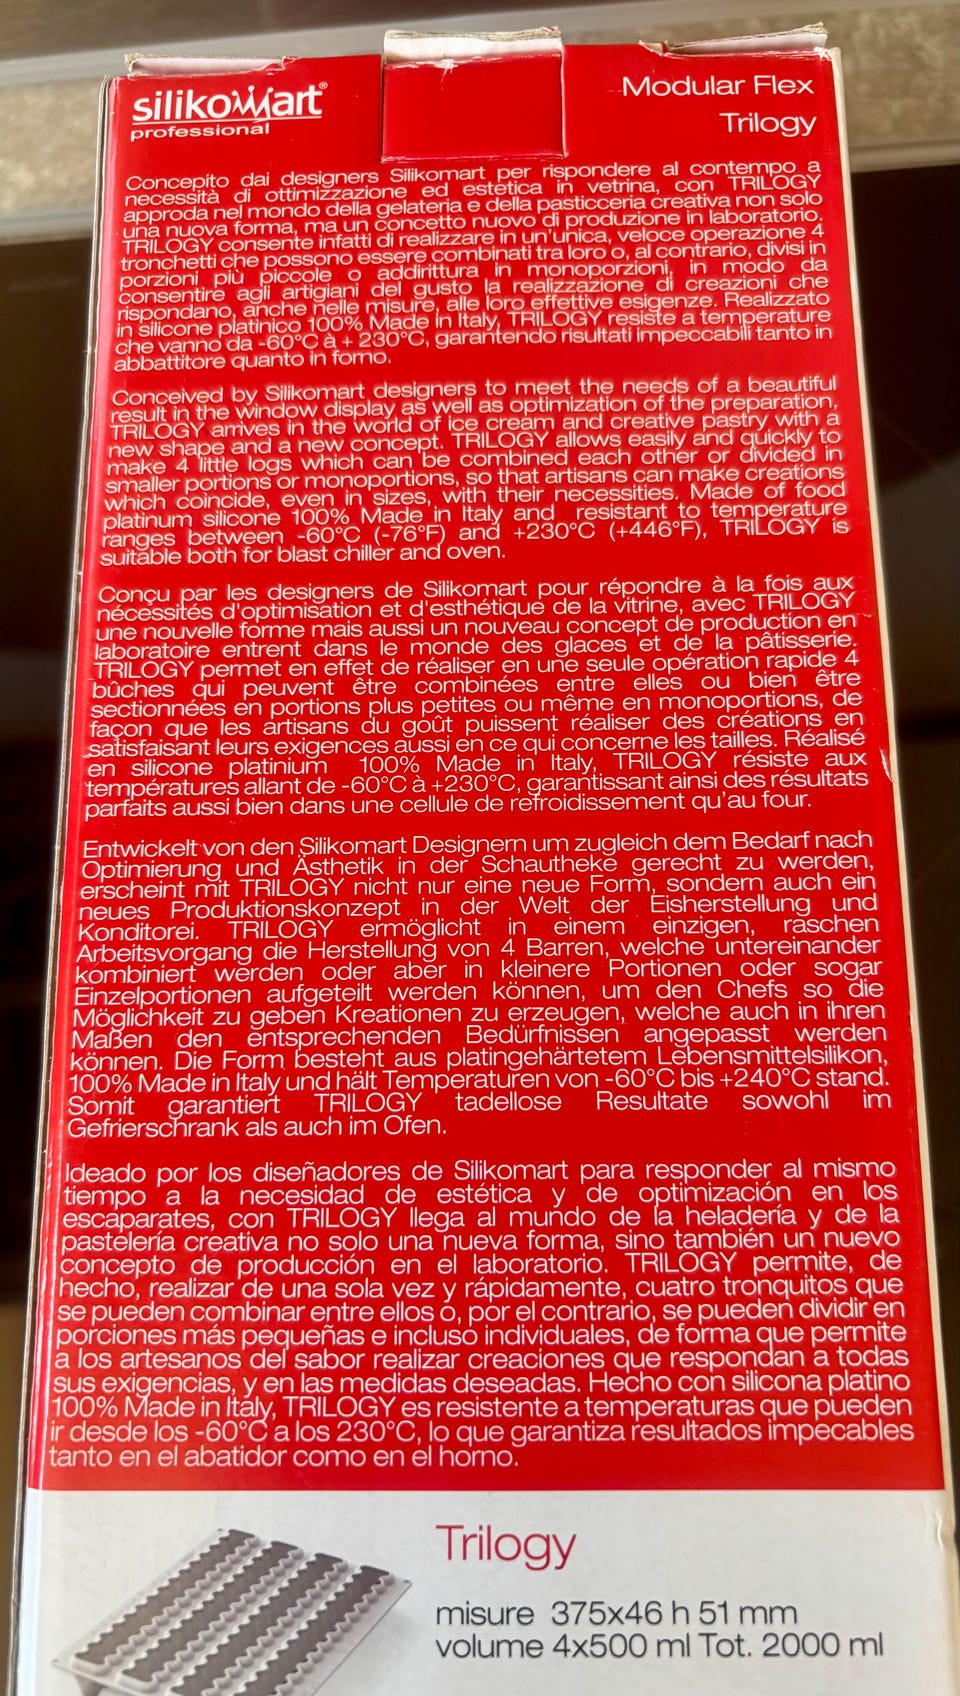 silikomart®
professional
Modular Flex
Trilogy
Concepito dai designers Silikomart per rispondere al contempo a
necessità di ottimizzazione ed estetica in vetrina, con TRILOGY
approda nel mondo della gelateria e della pasticceria creativa non solo
una nuova forma, ma un concetto nuovo di produzione in laboratorio.
TRILOGY consente infatti di realizzare in un'unica, veloce operazione 4
tronchetti che possono essere combinati tra loro o, al contrario, divisi in
porzioni più piccole o addirittura in monoporzioni, in modo da
consentire agli artigiani del gusto la realizzazione di creazioni che
rispondano, anche nelle misure, alle loro effettive esigenze. Realizzato
in silicone platinico 100% Made in Italy, TRILOGY resiste a temperature
che vanno da -60°C à + 230°C, garantendo risultati impeccabili tanto in
abbattitore quanto in forno.
Conceived by Silikomart designers to meet the needs of a beautiful
result in the window display as well as optimization of the preparation,
TRILOGY arrives in the world of ice cream and creative pastry with a
new shape and a new concept. TRILOGY allows easily and quickly to
make 4 little logs which can be combined each other or divided in
smaller portions or monoportions, so that artisans can make creations
which coincide, even in sizes, with their necessities. Made of food
platinum silicone 100% Made in Italy and resistant to temperature
ranges between -60°C (-76°F) and +230°C (+446°F), TRILOGY is
suitable both for blast chiller and oven.
Conçu par les designers de Silikomart pour répondre à la fois aux
nécessités d'optimisation et d'esthétique de la vitrine, avec TRILOGY
une nouvelle forme mais aussi un nouveau concept de production en
laboratoire entrent dans le monde des glaces et de la pâtisserie.
TRILOGY permet en effet de réaliser en une seule opération rapide 4
bûches qui peuvent être combinées entre elles ou bien être
sectionnées en portions plus petites ou même en monoportions, de
façon que les artisans du goût puissent réaliser des créations en
satisfaisant leurs exigences aussi en ce qui concerne les tailles. Réalisé
en silicone platinium 100% Made in Italy, TRILOGY résiste aux
températures allant de -60°C à +230°C, garantissant ainsi des résultats
parfaits aussi bien dans une cellule de refroidissement qu'au four.
Entwickelt von den Silikomart Designern um zugleich dem Bedarf nach
Optimierung und Ästhetik in der Schautheke gerecht zu werden,
erscheint mit TRILOGY nicht nur eine neue Form, sondern auch ein
neues Produktionskonzept in der Welt der Eisherstellung und
Konditorei. TRILOGY ermöglicht in einem einzigen, raschen
Arbeitsvorgang die Herstellung von 4 Barren, welche untereinander
kombiniert werden oder aber in kleinere Portionen oder sogar
Einzelportionen aufgeteilt werden können, um den Chefs so die
Möglichkeit zu geben Kreationen zu erzeugen, welche auch in ihren
Maßen den entsprechenden Bedürfnissen angepasst werden
können. Die Form besteht aus platingehärtetem Lebensmittelsilikon,
100% Made in Italy und hält Temperaturen von -60°C bis +240°C stand.
Somit garantiert TRILOGY tadellose Resultate sowohl im
Gefrierschrank als auch im Ofen.
Ideado por los diseñadores de Silikomart para responder al mismo
tiempo a la necesidad de estética y de optimización en los
escaparates, con TRILOGY llega al mundo de la heladería y de la
pastelería creativa no solo una nueva forma, sino también un nuevo
concepto de producción en el laboratorio. TRILOGY permite, de
hecho, realizar de una sola vez y rápidamente, cuatro tronquitos que
se pueden combinar entre ellos o, por el contrario, se pueden dividir en
porciones más pequeñas e incluso individuales, de forma que permite
a los artesanos del sabor realizar creaciones que respondan a todas
sus exigencias, y en las medidas deseadas. Hecho con silicona platino
100% Made in Italy, TRILOGY es resistente a temperaturas que pueden
ir desde los -60°C a los 230°C, lo que garantiza resultados impecables
tanto en el abatidor como en el horno.
Trilogy
misure 375x46 h 51 mm
volume 4x500 ml Tot. 2000 ml